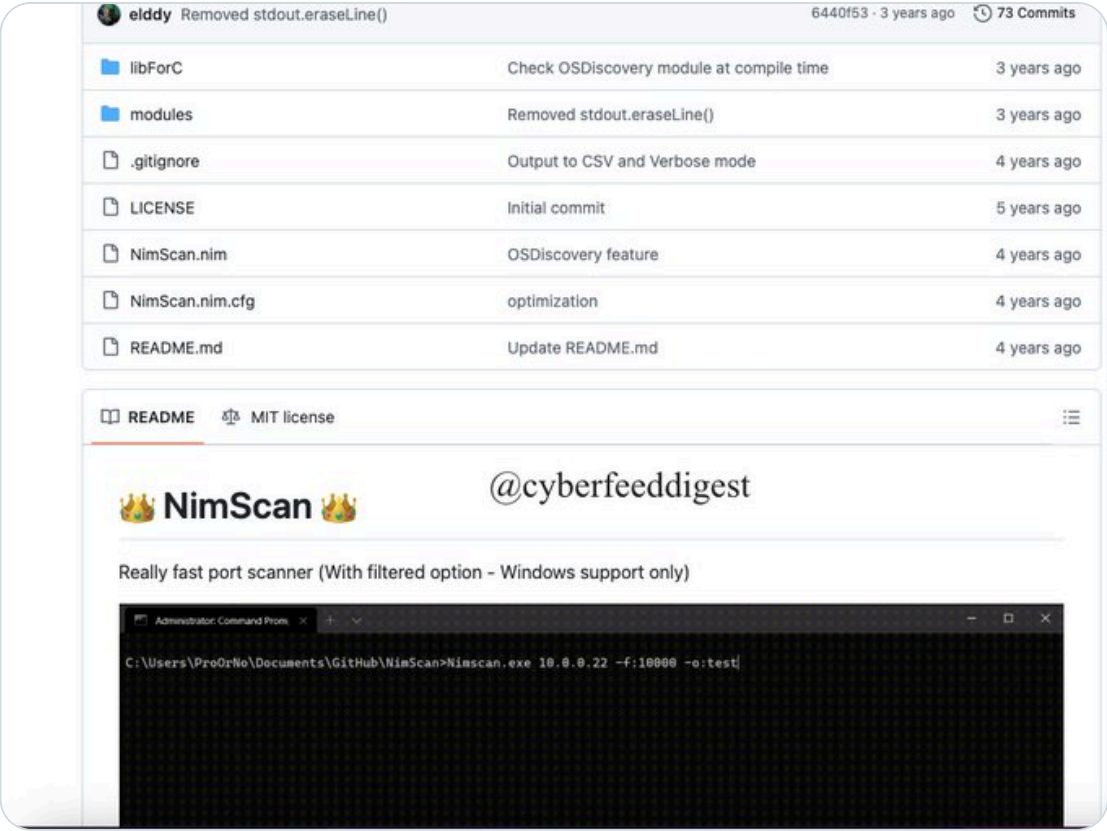 elddy Removed stdout.eraseLine() 6440f53 · 3 years ago 73 Commits
libForC Check OSDiscovery module at compile time 3 years ago
modules Removed stdout.eraseLine() 3 years ago
.gitignore Output to CSV and Verbose mode 4 years ago
LICENSE Initial commit 5 years ago
NimScan.nim OSDiscovery feature 4 years ago
NimScan.nim.cfg optimization 4 years ago
README.md Update README.md 4 years ago
README MIT license
@cyberfeeddigest
NimScan
Really fast port scanner (With filtered option - Windows support only)
Administrator: Command Prom
C:\Users\ProOrNo\Documents\GitHub\NimScan>Nimscan.exe 10.0.0.22 -f:10000 -o:test